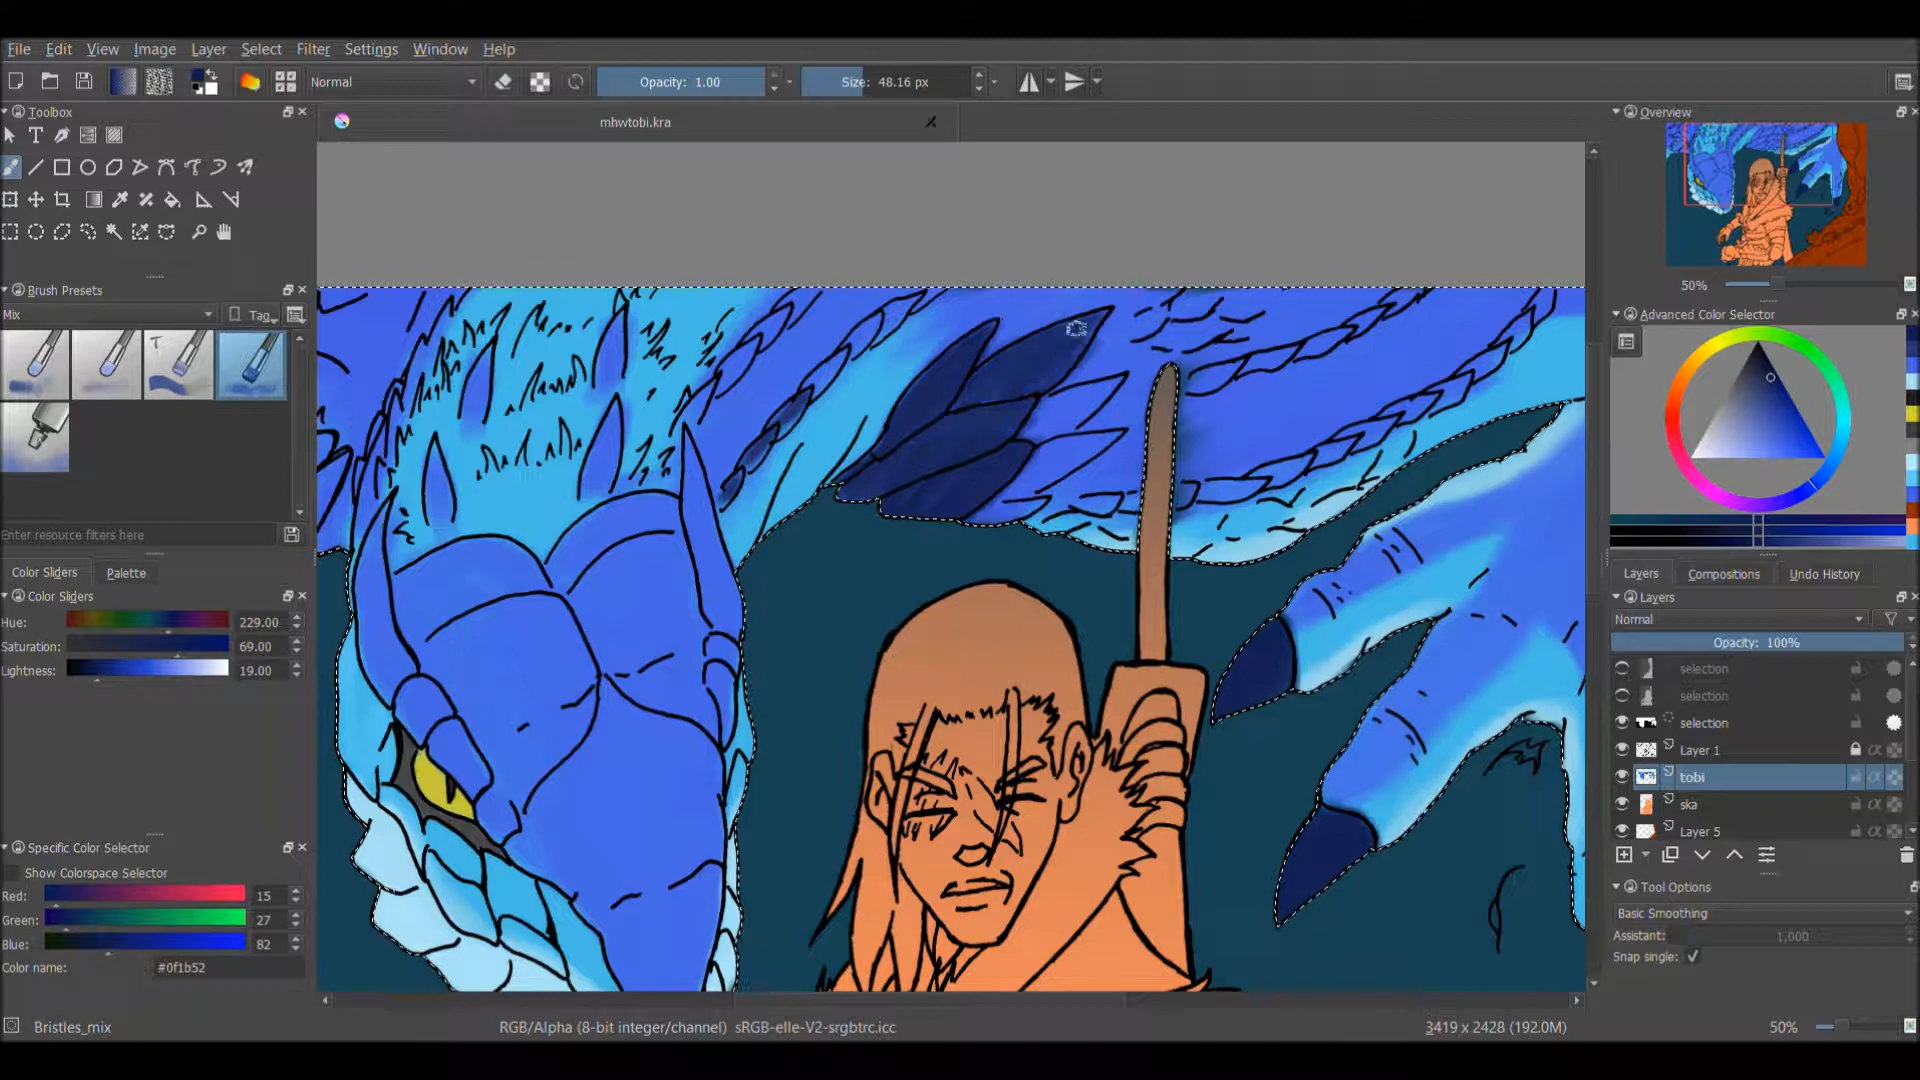 File Edit View Image Layer Select Filter Settings Window Help
Normal Opacity: 1.00 Size: 48.16 px
Toolbox
mhwtobi.kra
Overview
50%
Brush Presets
Mix Tag
Enter resource filters here
Color Sliders Palette
Color Sliders
Hue: 229.00
Saturation: 69.00
Lightness: 19.00
Specific Color Selector
Show Colorspace Selector
Red: 15
Green: 27
Blue: 82
Color name: #0f1b52
Advanced Color Selector
Layers Compositions Undo History
Layers
Normal
Opacity: 100%
selection
selection
selection
Layer 1
tobi
ska
Layer 5
Tool Options
Basic Smoothing
Assistant: 1,000
Snap single:
Bristles_mix
RGB/Alpha (8-bit integer/channel) sRGB-elle-V2-srgbtrc.icc
3419 x 2428 (192.0M)
50%